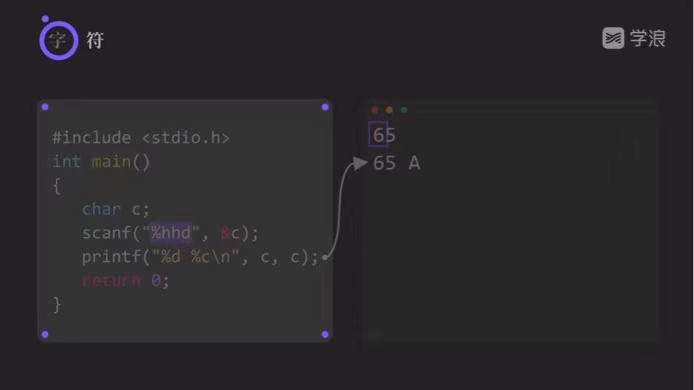 字符
学浪
#include <stdio.h>
int main()
{
char c;
scanf("%hhd", &c);
printf("%d %c\n", c, c);
return 0;
}
65
65 A